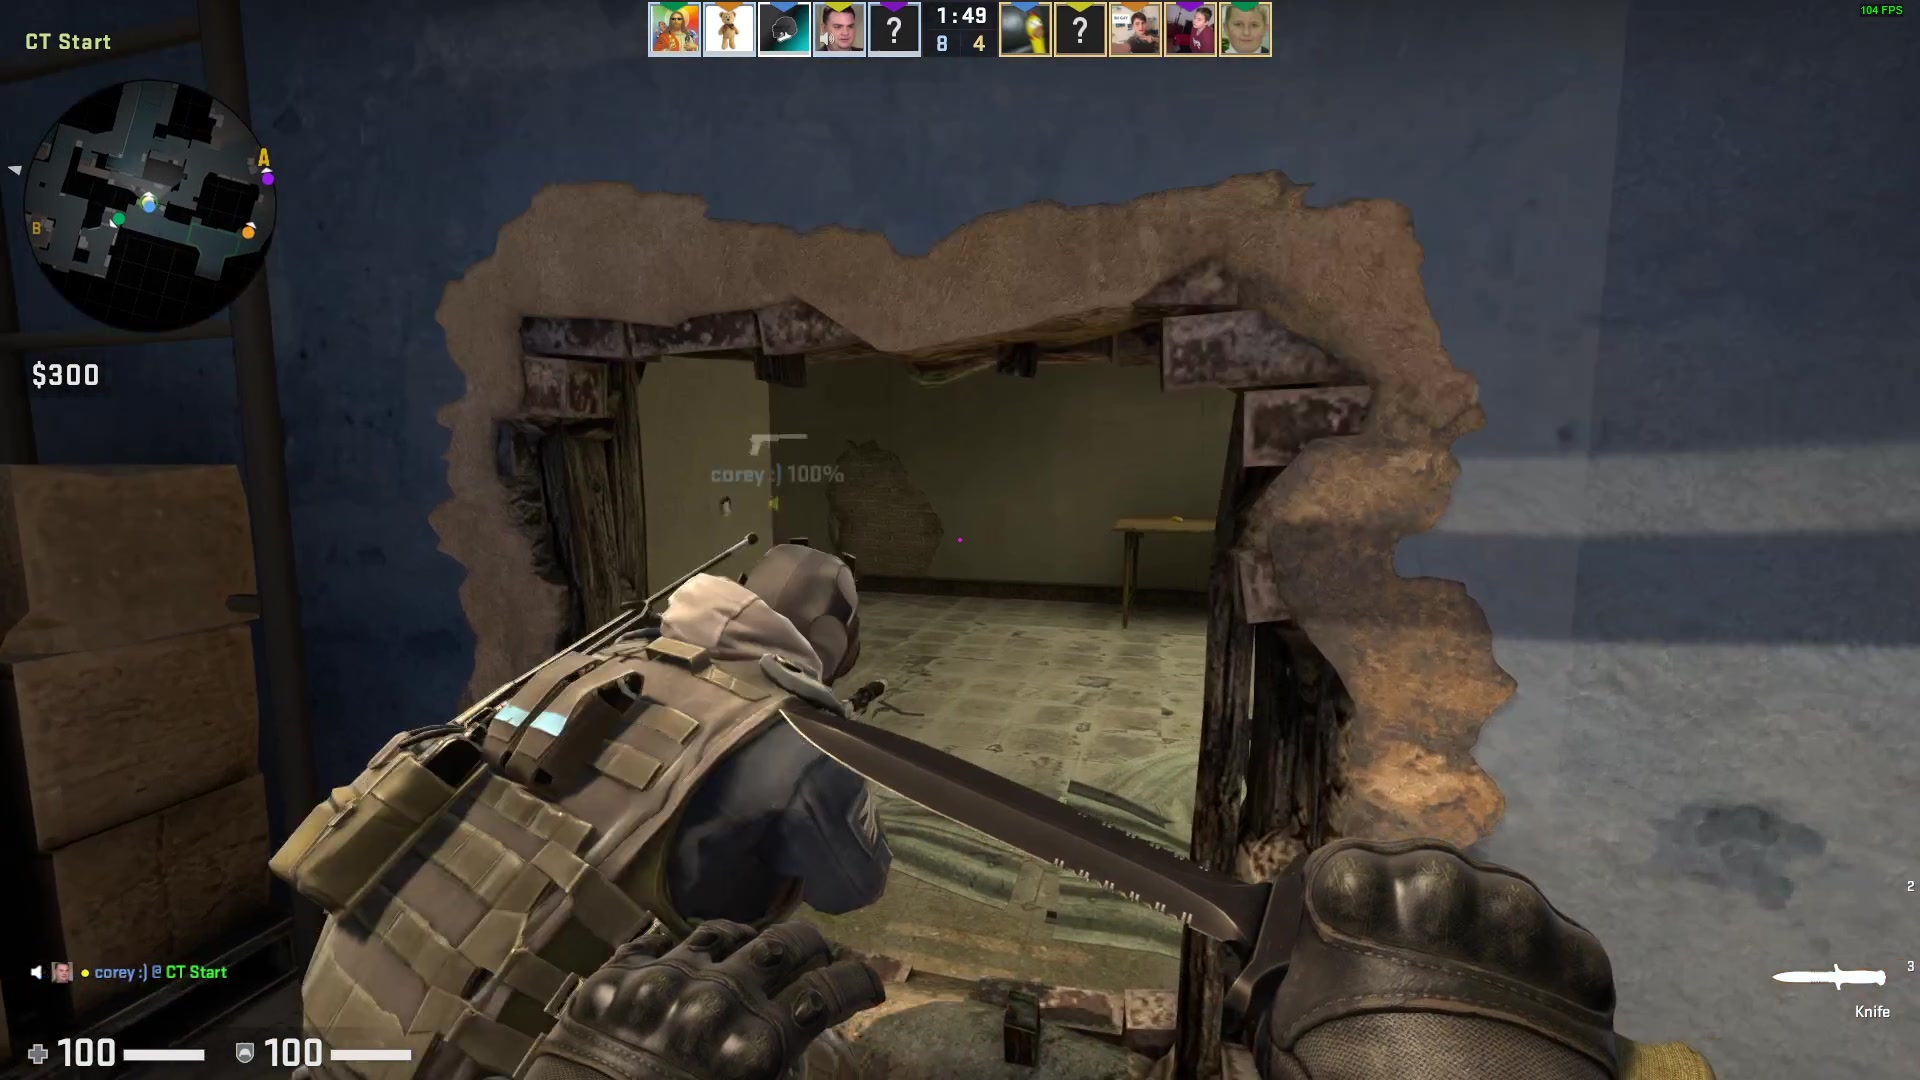 104 FPS
CT Start
? 1:49 ?
8 4
A
B
$300
corey :) 100%
2
3
corey :) @ CT Start
Knife
100 100